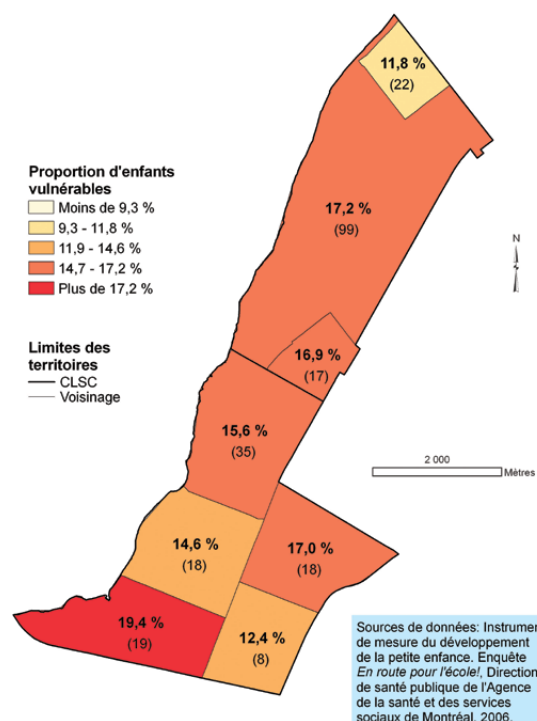 11,8 %
(22)
Proportion d'enfants
vulnérables
Moins de 9,3 %
9,3 - 11,8 %
11,9 - 14,6 %
14,7 - 17,2 %
Plus de 17,2 %
17,2 %
(99)
N
Limites des
territoires
CLSC
Voisinage
16,9 %
(17)
15,6 %
(35)
2 000
Mètres
14,6 %
(18)
17,0 %
(18)
19,4 %
(19)
12,4 %
(8)
Sources de données: Instrument
de mesure du développement
de la petite enfance. Enquête
En route pour l'école!, Direction
de santé publique de l'Agence
de la santé et des services
sociaux de Montréal, 2006.